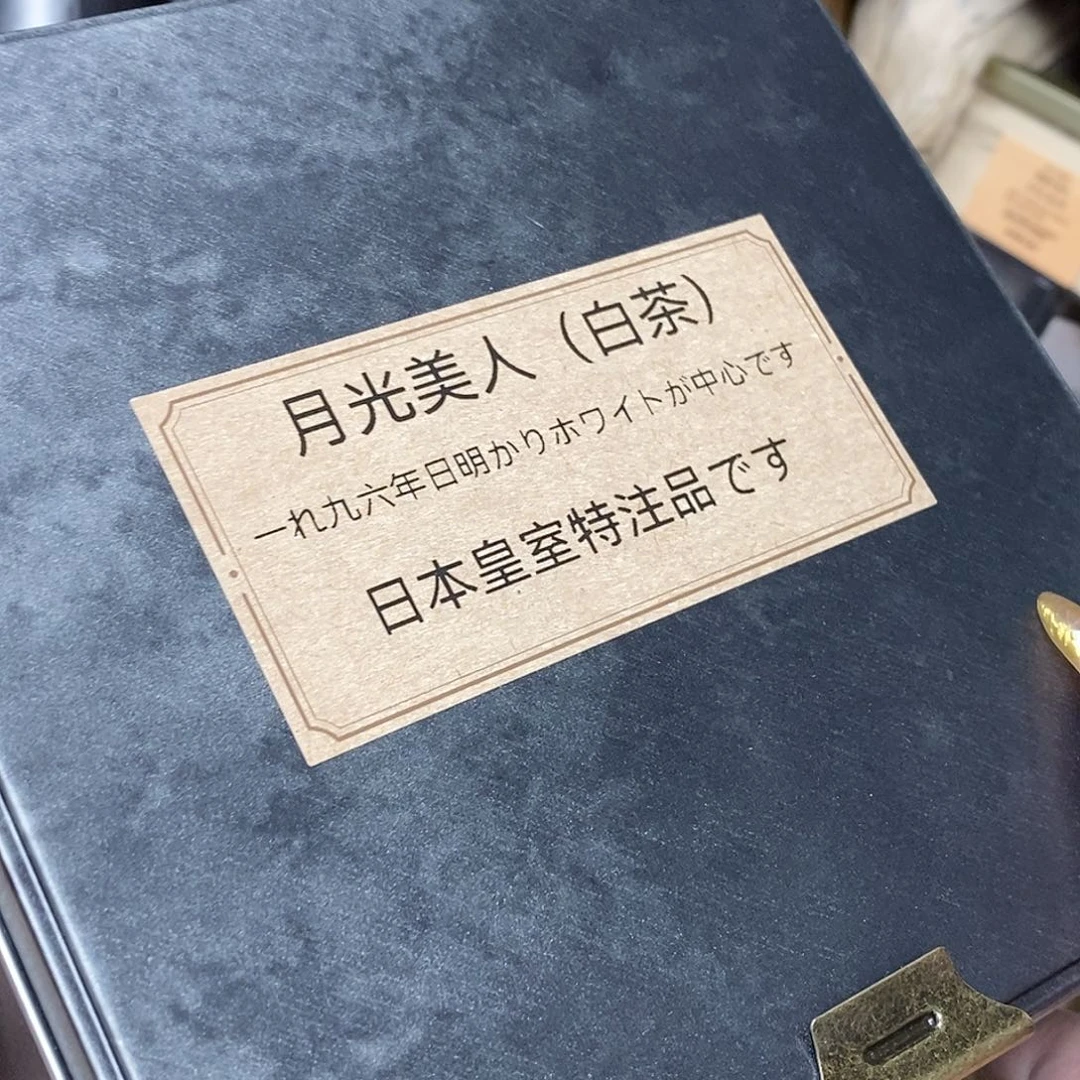 月光美人（白茶）
一れ九六年日明かりホワイトが中心です
日本皇室特注品です